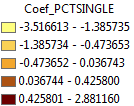 Coef_PCTSINGLE
-3.516613 - -1.385735
-1.385734 - -0.473653
-0.473652 - 0.036743
0.036744 - 0.425800
0.425801 - 2.881160